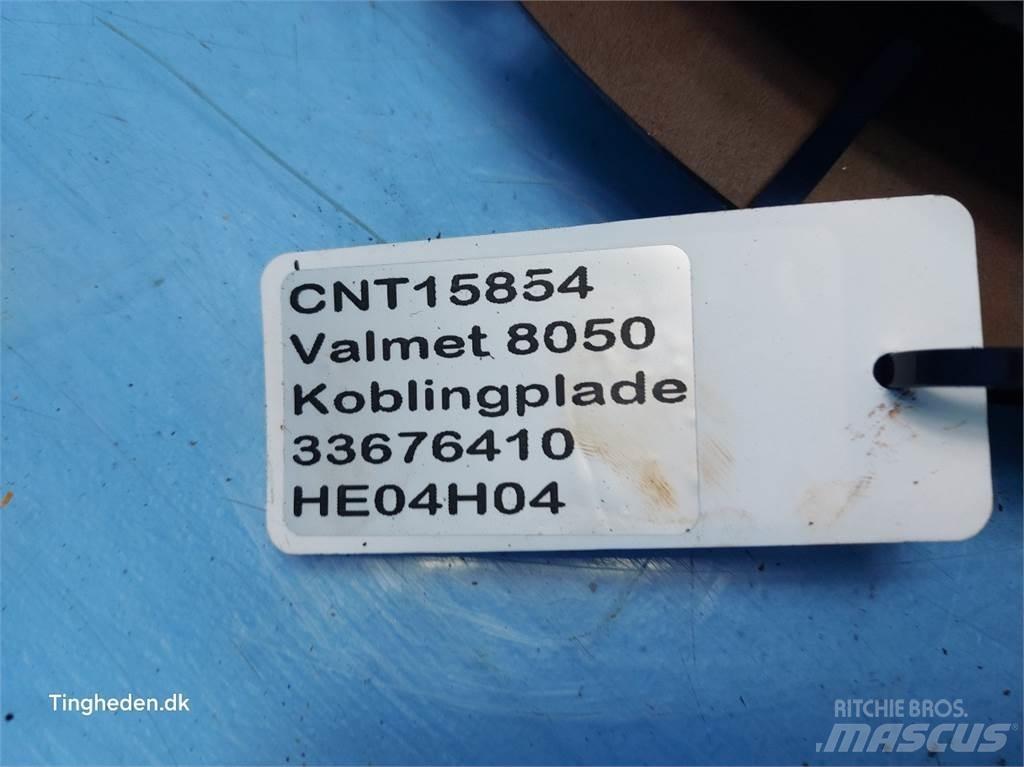 CNT15854
Valmet 8050
Koblingplade
33676410
HE04H04
Tingheden.dk
RITCHIE BROS.
MASCUS